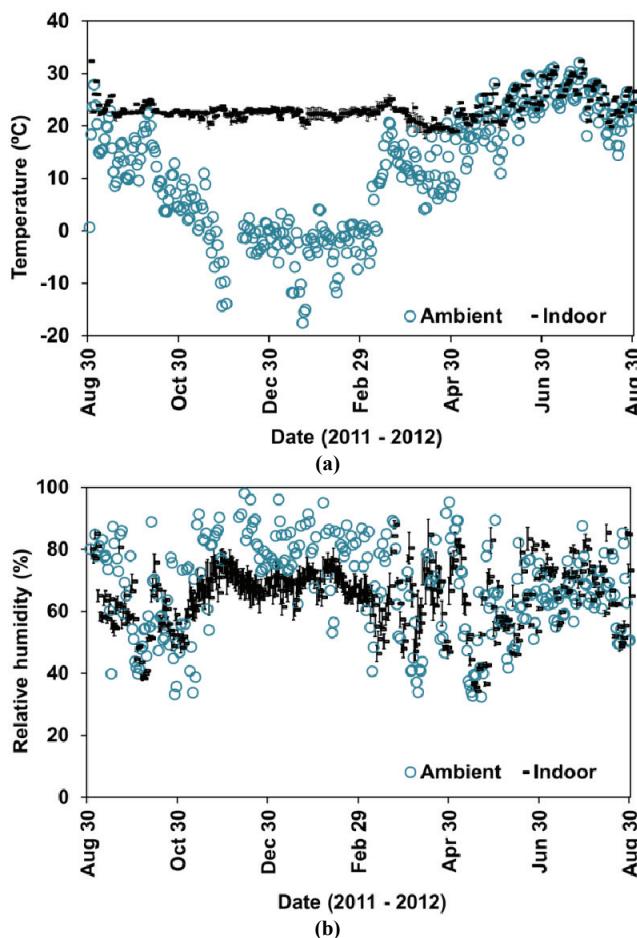 40
30
20
10
0
-10
-20
Temperature (ºC)
Ambient
Indoor
Aug 30
Oct 30
Dec 30
Feb 29
Apr 30
Jun 30
Aug 30
Date (2011 - 2012)
(a)
100
80
60
40
20
0
Relative humidity (%)
Ambient
Indoor
Aug 30
Oct 30
Dec 30
Feb 29
Apr 30
Jun 30
Aug 30
Date (2011 - 2012)
(b)